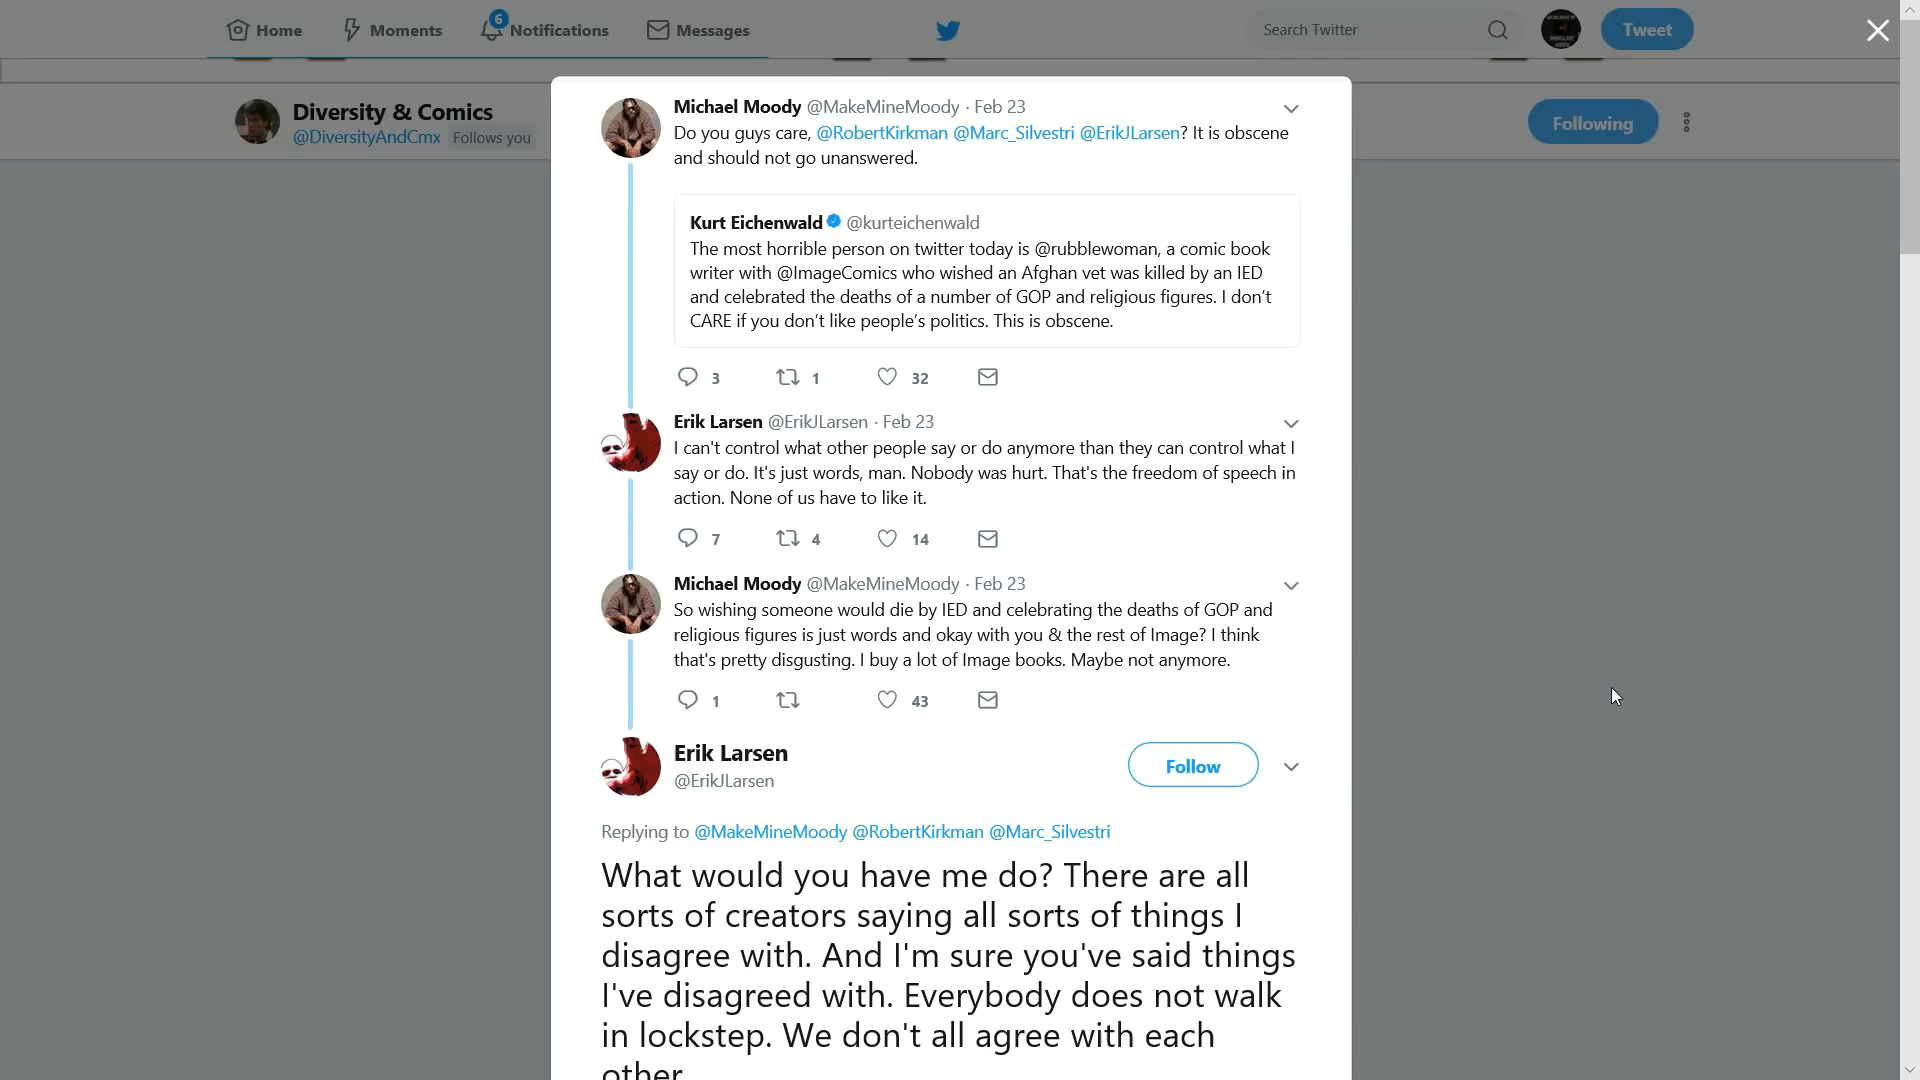 Home
Moments
6
Notifications
Messages
Search Twitter
Tweet
Diversity & Comics
@DiversityAndCmx Follows you
Following
Michael Moody @MakeMineMoody · Feb 23
Do you guys care, @RobertKirkman @Marc_Silvestri @ErikJLarsen? It is obscene
and should not go unanswered.
Kurt Eichenwald @kurteichenwald
The most horrible person on twitter today is @rubblewoman, a comic book
writer with @ImageComics who wished an Afghan vet was killed by an IED
and celebrated the deaths of a number of GOP and religious figures. I don’t
CARE if you don’t like people’s politics. This is obscene.
3 1 32
Erik Larsen @ErikJLarsen · Feb 23
I can't control what other people say or do anymore than they can control what I
say or do. It's just words, man. Nobody was hurt. That's the freedom of speech in
action. None of us have to like it.
7 4 14
Michael Moody @MakeMineMoody · Feb 23
So wishing someone would die by IED and celebrating the deaths of GOP and
religious figures is just words and okay with you & the rest of Image? I think
that's pretty disgusting. I buy a lot of Image books. Maybe not anymore.
1 43
Erik Larsen
@ErikJLarsen
Follow
Replying to @MakeMineMoody @RobertKirkman @Marc_Silvestri
What would you have me do? There are all
sorts of creators saying all sorts of things I
disagree with. And I'm sure you've said things
I've disagreed with. Everybody does not walk
in lockstep. We don't all agree with each
other